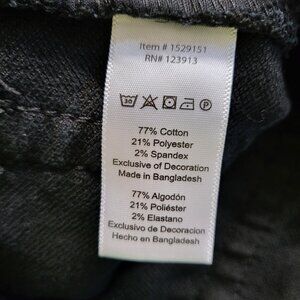 Item # 1529151
RN# 123913
30
P
77% Cotton
21% Polyester
2% Spandex
Exclusive of Decoration
Made in Bangladesh
77% Algodón
21% Poliéster
2% Elastano
Exclusivo de Decoracion
Hecho en Bangladesh